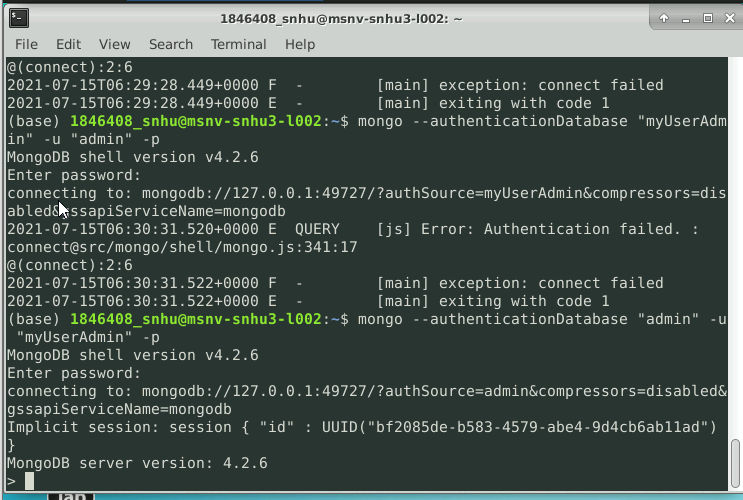 1846408_snhu@msnv-snhu3-l002: ~
File Edit View Search Terminal Help
@(connect):2:6
2021-07-15T06:29:28.449+0000 F  -        [main] exception: connect failed
2021-07-15T06:29:28.449+0000 E  -        [main] exiting with code 1
(base) 1846408_snhu@msnv-snhu3-l002:~$ mongo --authenticationDatabase "myUserAdm
in" -u "admin" -p
MongoDB shell version v4.2.6
Enter password:
connecting to: mongodb://127.0.0.1:49727/?authSource=myUserAdmin&compressors=dis
abled&gssapiServiceName=mongodb
2021-07-15T06:30:31.520+0000 E  QUERY    [js] Error: Authentication failed. :
connect@src/mongo/shell/mongo.js:341:17
@(connect):2:6
2021-07-15T06:30:31.522+0000 F  -        [main] exception: connect failed
2021-07-15T06:30:31.522+0000 E  -        [main] exiting with code 1
(base) 1846408_snhu@msnv-snhu3-l002:~$ mongo --authenticationDatabase "admin" -u
 "myUserAdmin" -p
MongoDB shell version v4.2.6
Enter password:
connecting to: mongodb://127.0.0.1:49727/?authSource=admin&compressors=disabled&
gssapiServiceName=mongodb
Implicit session: session { "id" : UUID("bf2085de-b583-4579-abe4-9d4cb6ab11ad")
}
MongoDB server version: 4.2.6
>